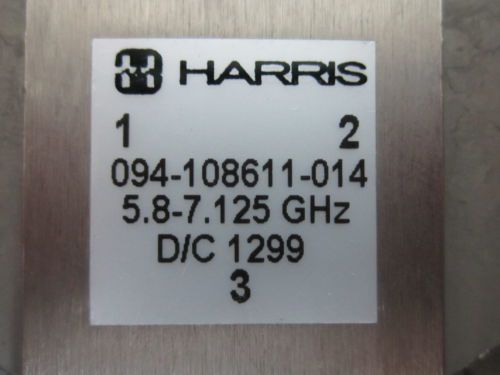 HARRIS
1 2
094-108611-014
5.8-7.125 GHz
D/C 1299
3